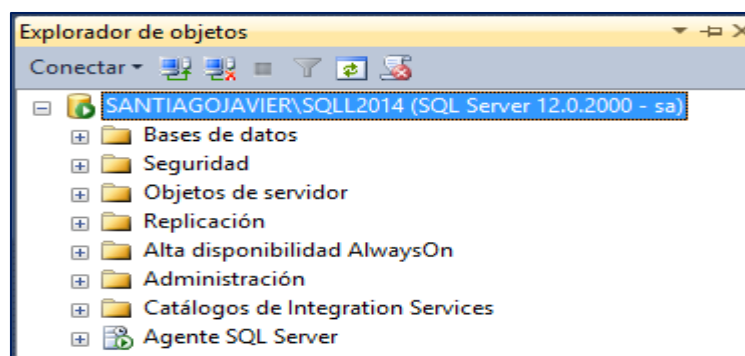 Explorador de objetos
Conectar
SANTIAGOJAVIER\SQLL2014 (SQL Server 12.0.2000 - sa)
Bases de datos
Seguridad
Objetos de servidor
Replicación
Alta disponibilidad AlwaysOn
Administración
Catálogos de Integration Services
Agente SQL Server